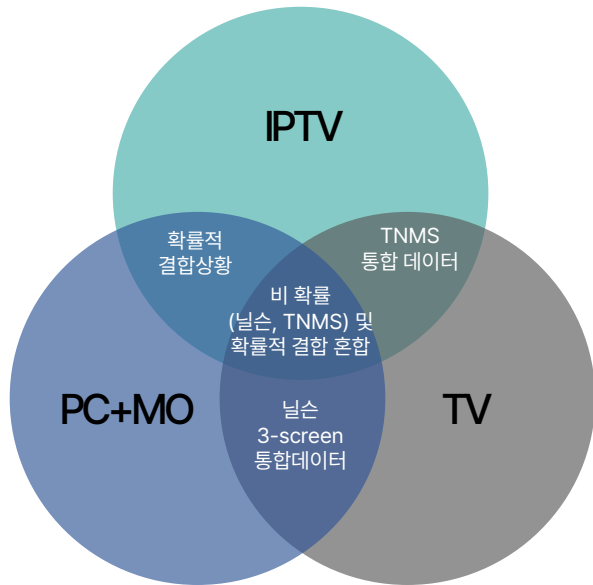 IPTV
확률적
결합상황
TNMS
통합 데이터
비 확률
(닐슨, TNMS) 및
확률적 결합 혼합
PC+MO
닐슨
3-screen
통합데이터
TV